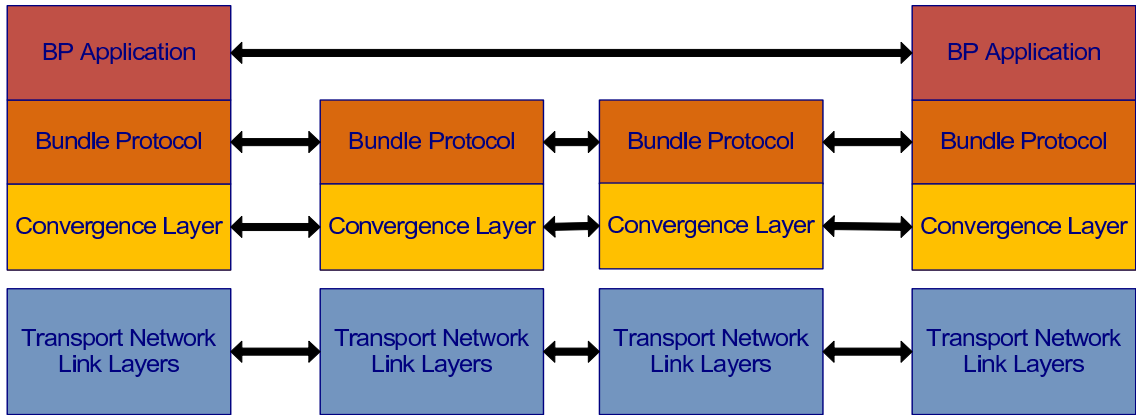 BP Application
BP Application
Bundle Protocol
Bundle Protocol
Bundle Protocol
Bundle Protocol
Convergence Layer
Convergence Layer
Convergence Layer
Convergence Layer
Transport Network
Link Layers
Transport Network
Link Layers
Transport Network
Link Layers
Transport Network
Link Layers